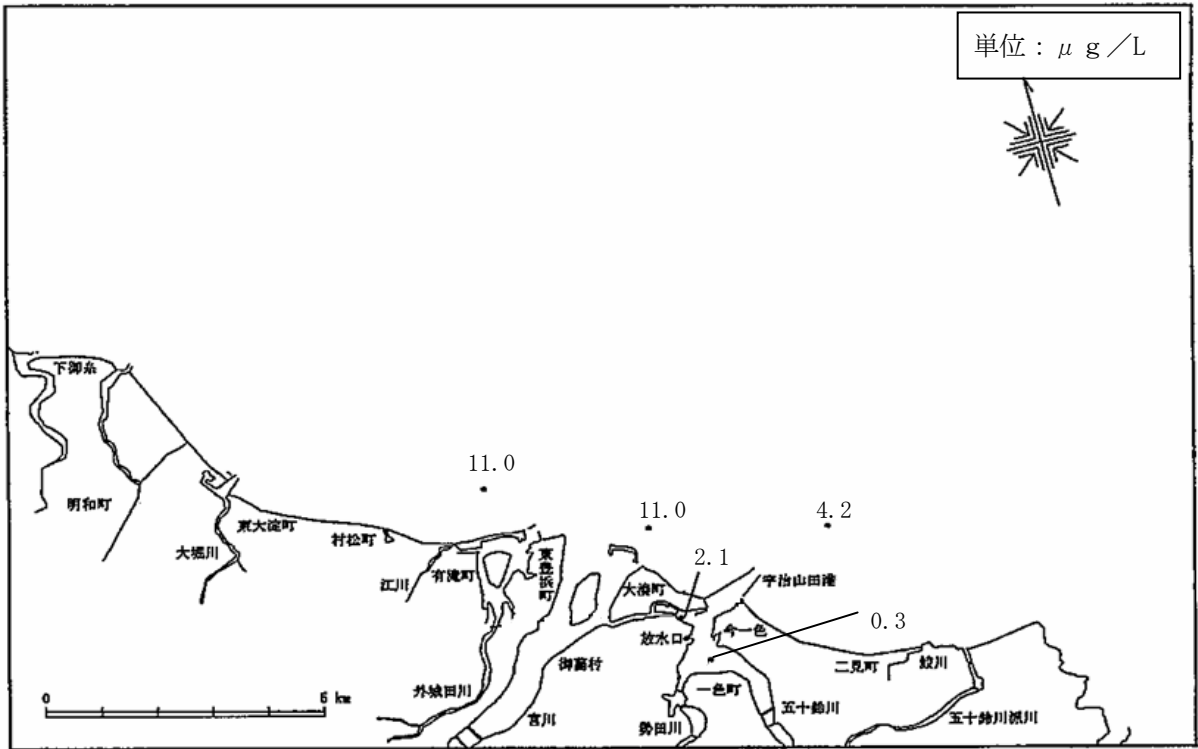 単位：μg／L
下御糸
11.0
11.0
4.2
明和町
東大淀町
大堀川
村松町
江川
有滝町
東豊浜町
大湊町
2.1
宇治山田港
今一色
放水口
0.3
御薗村
二見町
外城田川
宮川
一色町
勢田川
五十鈴川
五十鈴川派川
0
6 km